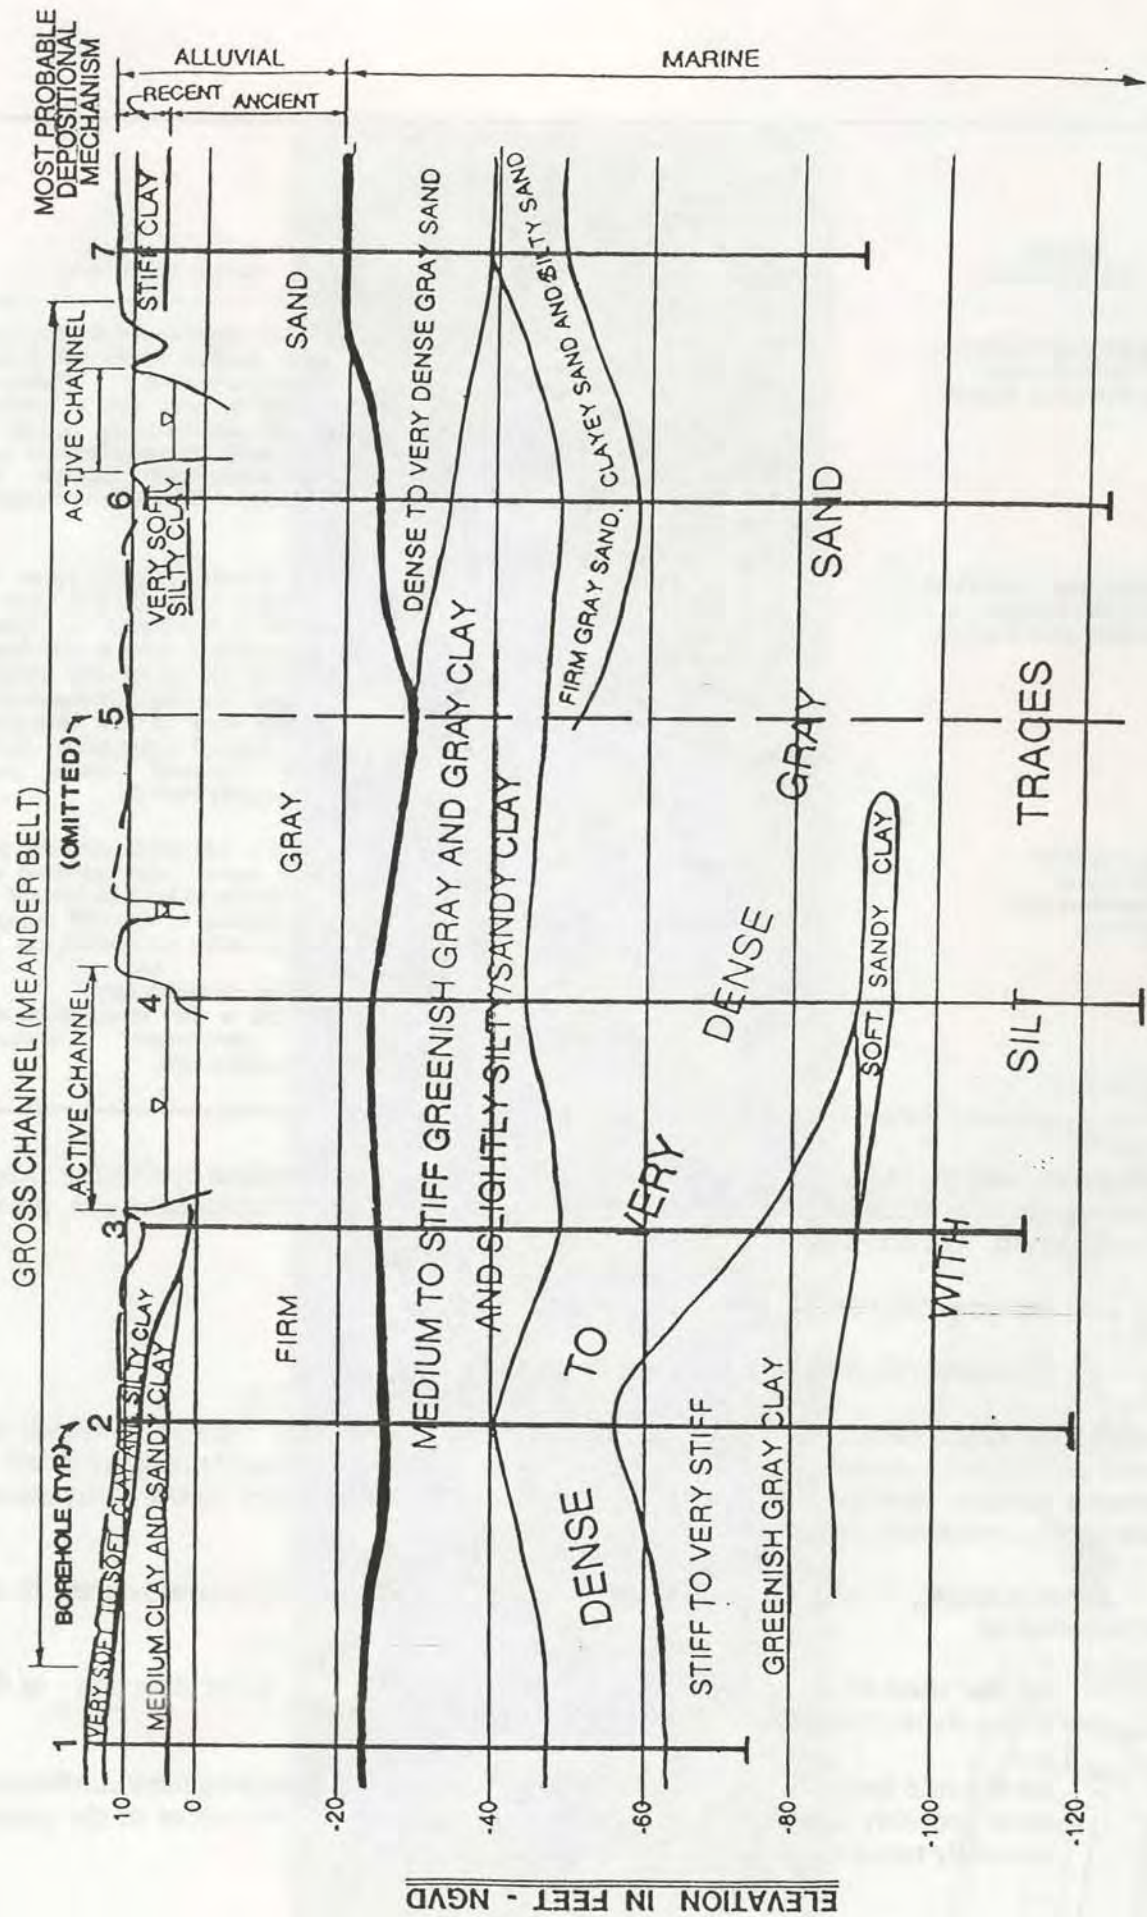 GROSS CHANNEL (MEANDER BELT)
MOST PROBABLE
DEPOSITIONAL
MECHANISM
BOREHOLE (TYP.)
(OMITTED)
ACTIVE CHANNEL
ACTIVE CHANNEL
1
2
3
4
5
6
7
RECENT
ALLUVIAL
ANCIENT
MARINE
VERY SOFT TO SOFT CLAY AND SILTY CLAY
MEDIUM CLAY AND SANDY CLAY
VERY SOFT
SILTY CLAY
STIFF CLAY
FIRM GRAY SAND
DENSE TO VERY DENSE GRAY SAND
MEDIUM TO STIFF GREENISH GRAY AND GRAY CLAY
AND SLIGHTLY SILTY/SANDY CLAY
FIRM GRAY SAND, CLAYEY SAND AND SILTY SAND
DENSE TO VERY DENSE GRAY SAND
STIFF TO VERY STIFF
GREENISH GRAY CLAY
SOFT SANDY CLAY
WITH SILT TRACES
10
0
-20
-40
-60
-80
-100
-120
ELEVATION IN FEET - NGVD